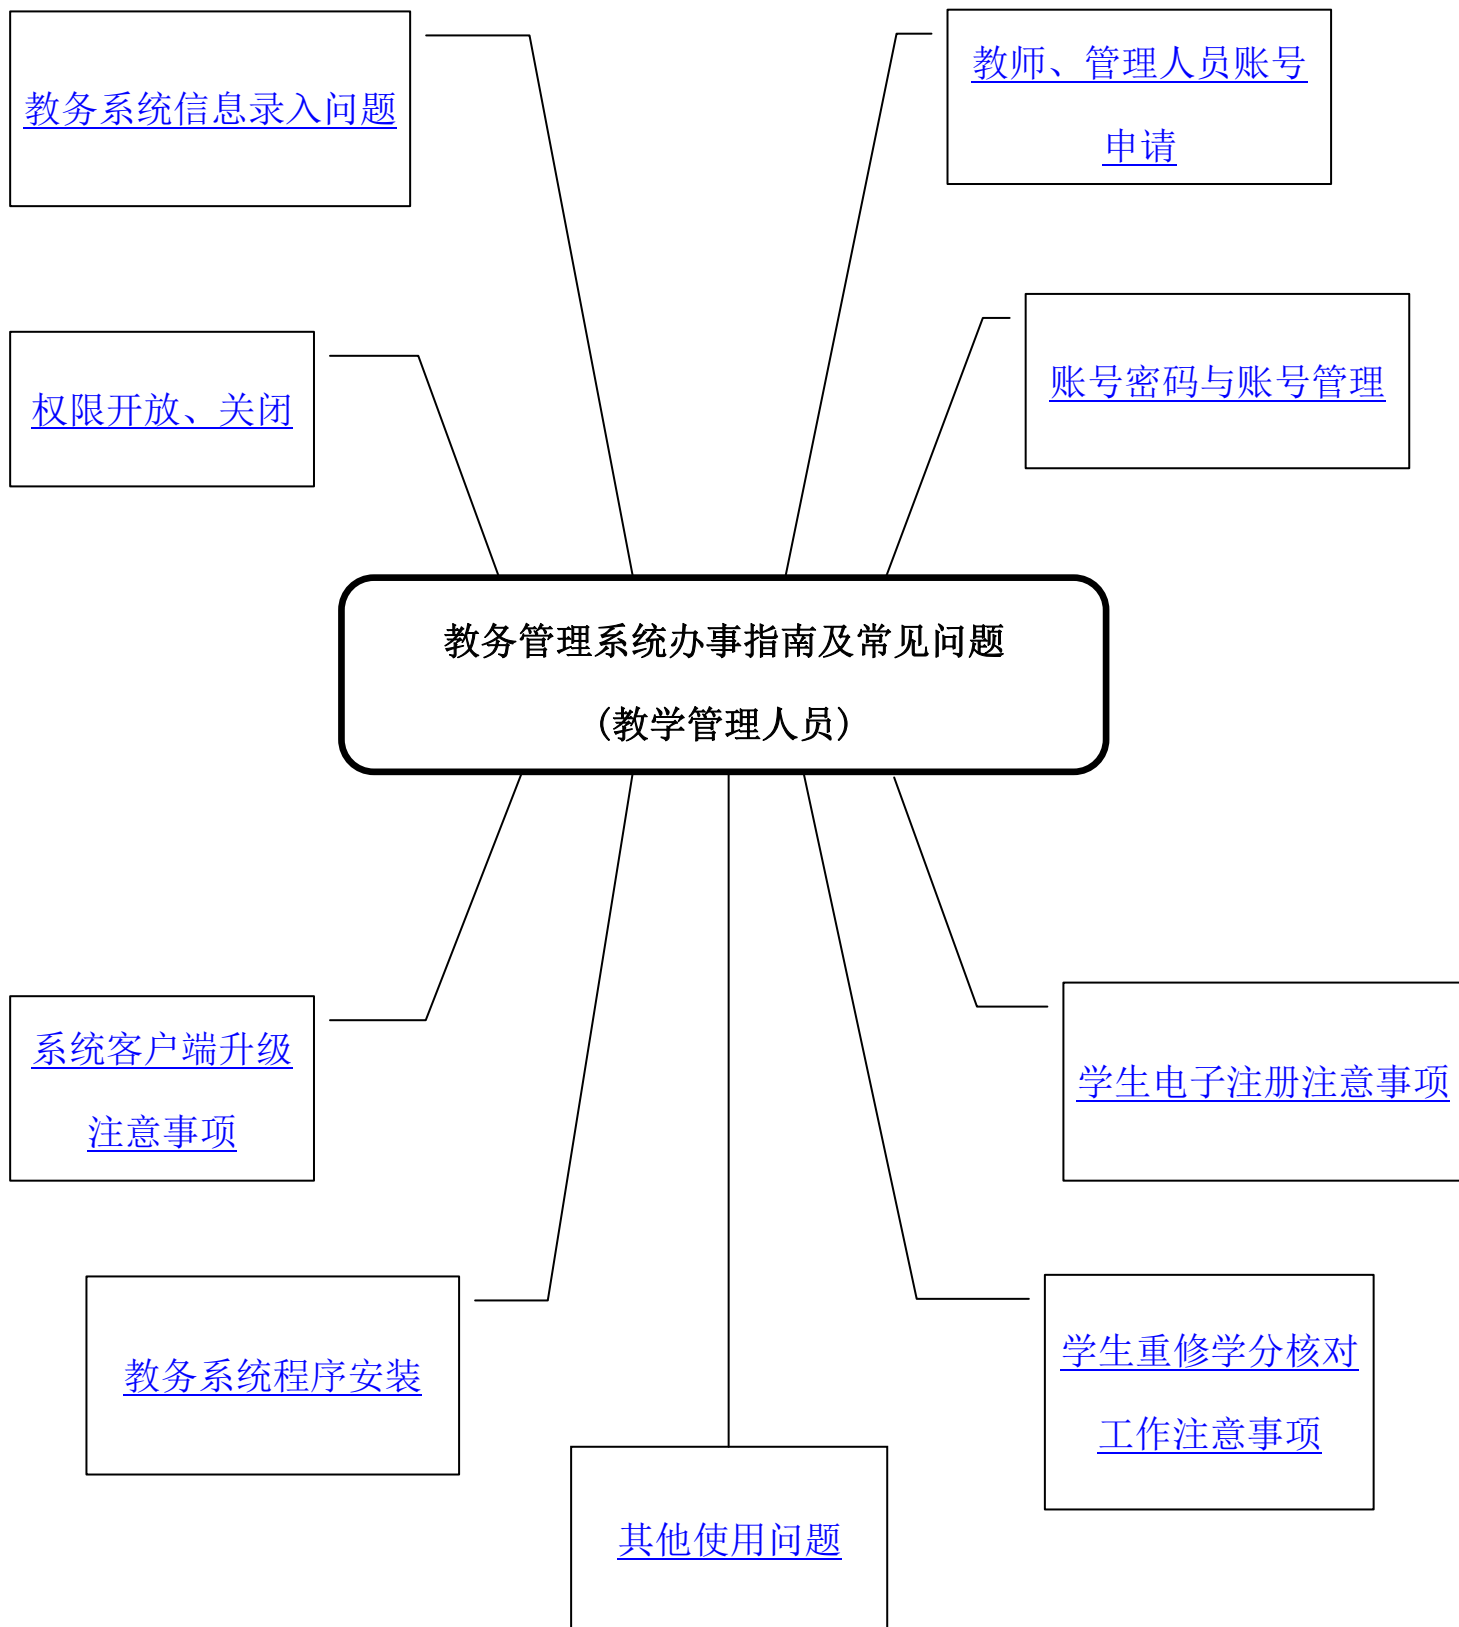 教务系统信息录入问题
教师、管理人员账号
申请
权限开放、关闭
账号密码与账号管理
教务管理系统办事指南及常见问题
(教学管理人员)
系统客户端升级
注意事项
学生电子注册注意事项
教务系统程序安装
学生重修学分核对
工作注意事项
其他使用问题